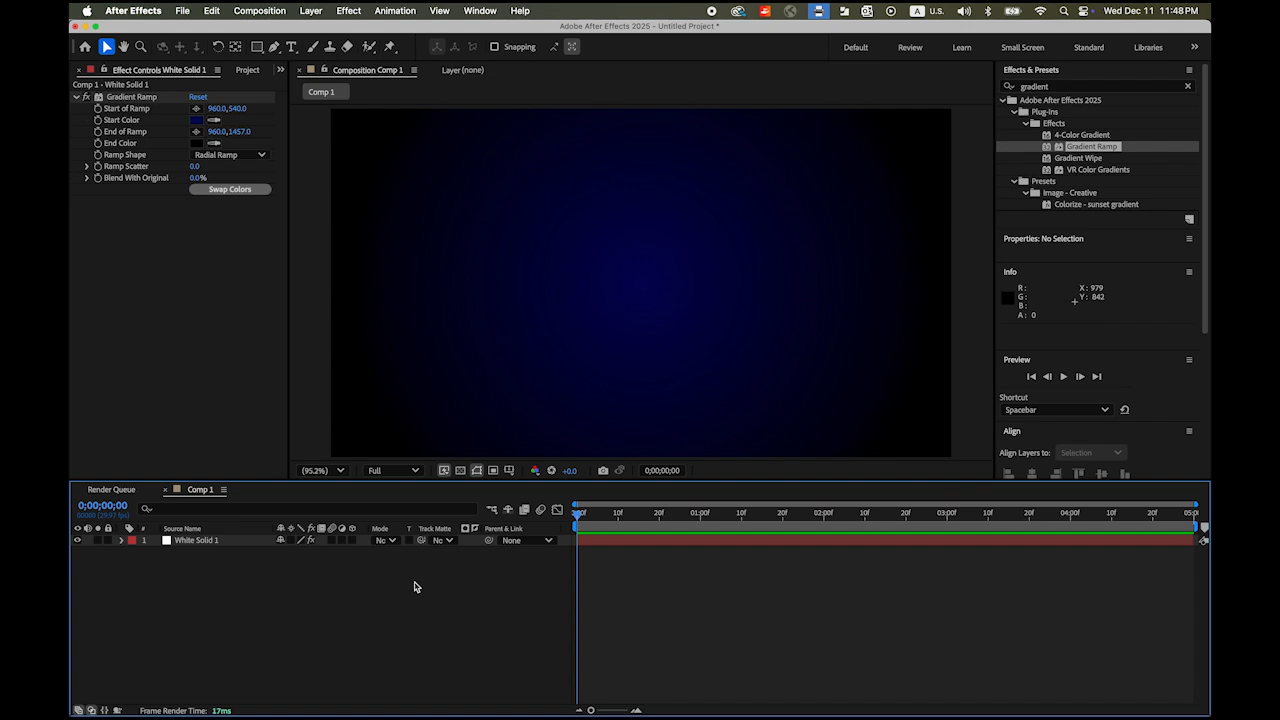 After Effects File Edit Composition Layer Effect Animation View Window Help
U.S. Wed Dec 11 11:48 PM
Adobe After Effects 2025 - Untitled Project *
Snapping
Default Review Learn Small Screen Standard Libraries
Effect Controls White Solid 1 Project
Comp 1 • White Solid 1
Gradient Ramp Reset
Start of Ramp 960.0,540.0
Start Color
End of Ramp 960.0,1457.0
End Color
Ramp Shape Radial Ramp
Ramp Scatter 0.0
Blend With Original 0.0%
Swap Colors
Composition Comp 1 Layer (none)
Comp 1
(95.2%) Full +0.0 0;00;00;00
Effects & Presets
gradient
Adobe After Effects 2025
Plug-Ins
Effects
4-Color Gradient
Gradient Ramp
Gradient Wipe
VR Color Gradients
Presets
Image - Creative
Colorize - sunset gradient
Properties: No Selection
Info
R: X: 979
G: Y: 842
B:
A: 0
Preview
Shortcut
Spacebar
Align
Align Layers to: Selection
Render Queue Comp 1
0;00;00;00
00000 (29.97 fps)
# Source Name Mode T Track Matte Parent & Link
1 White Solid 1 Nc Nc None
10f 20f 01:00f 10f 20f 02:00f 10f 20f 03:00f 10f 20f 04:00f 10f 20f
Frame Render Time: 17ms